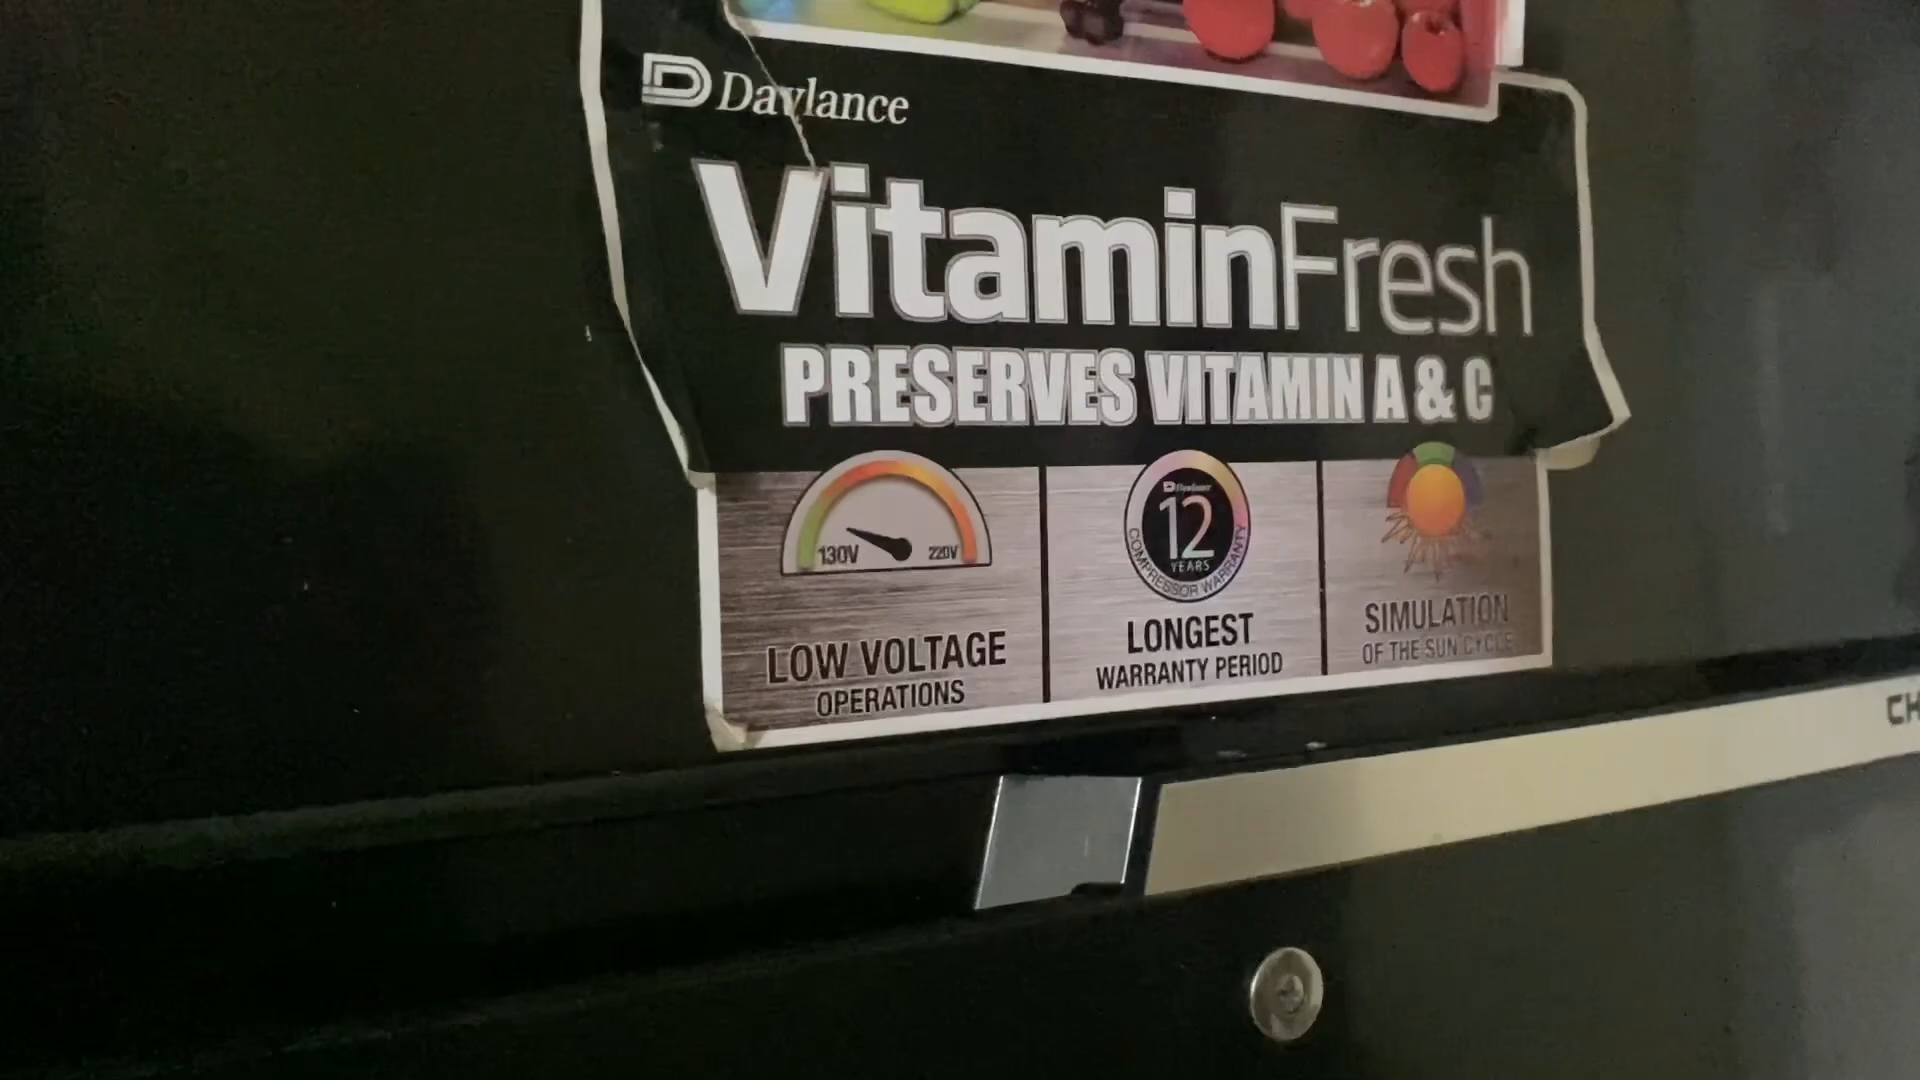 Dawlance
VitaminFresh
PRESERVES VITAMIN A & C
130V 220V
LOW VOLTAGE
OPERATIONS
Dawlance
12
YEARS
COMPRESSOR WARRANTY
LONGEST
WARRANTY PERIOD
SIMULATION
OF THE SUN CYCLE